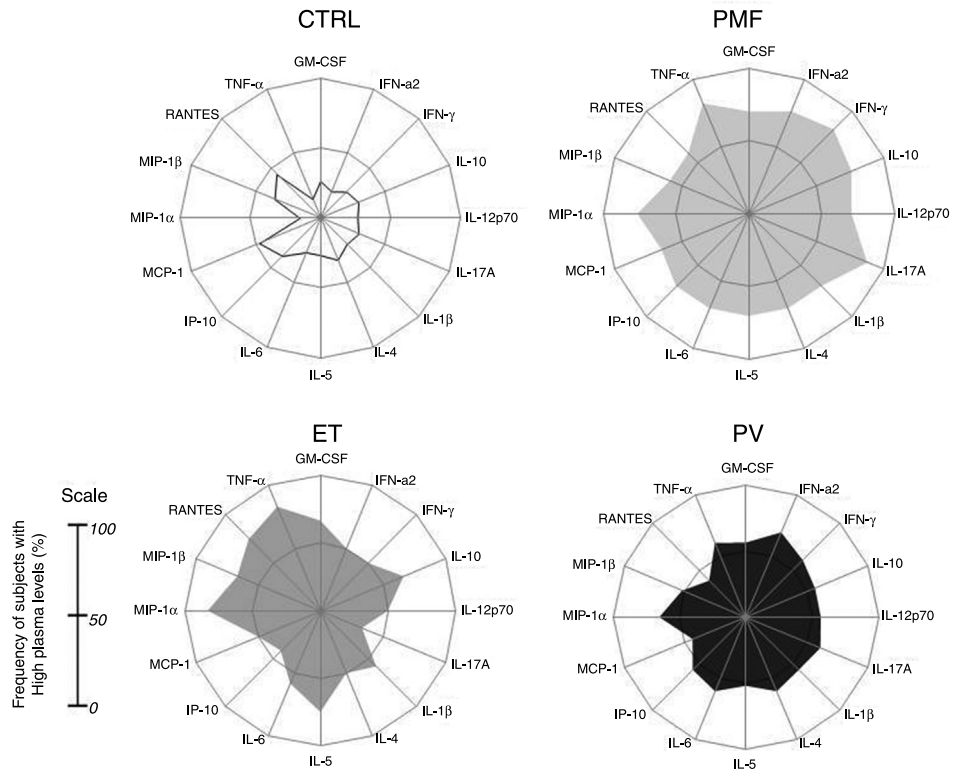 CTRL
GM-CSF
IFN-a2
IFN-γ
IL-10
IL-12p70
IL-17A
IL-1β
IL-4
IL-5
IL-6
IP-10
MCP-1
MIP-1α
MIP-1β
RANTES
TNF-α
PMF
GM-CSF
IFN-a2
IFN-γ
IL-10
IL-12p70
IL-17A
IL-1β
IL-4
IL-5
IL-6
IP-10
MCP-1
MIP-1α
MIP-1β
RANTES
TNF-α
Scale
100
50
0
Frequency of subjects with
High plasma levels (%)
ET
GM-CSF
IFN-a2
IFN-γ
IL-10
IL-12p70
IL-17A
IL-1β
IL-4
IL-5
IL-6
IP-10
MCP-1
MIP-1α
MIP-1β
RANTES
TNF-α
PV
GM-CSF
IFN-a2
IFN-γ
IL-10
IL-12p70
IL-17A
IL-1β
IL-4
IL-5
IL-6
IP-10
MCP-1
MIP-1α
MIP-1β
RANTES
TNF-α